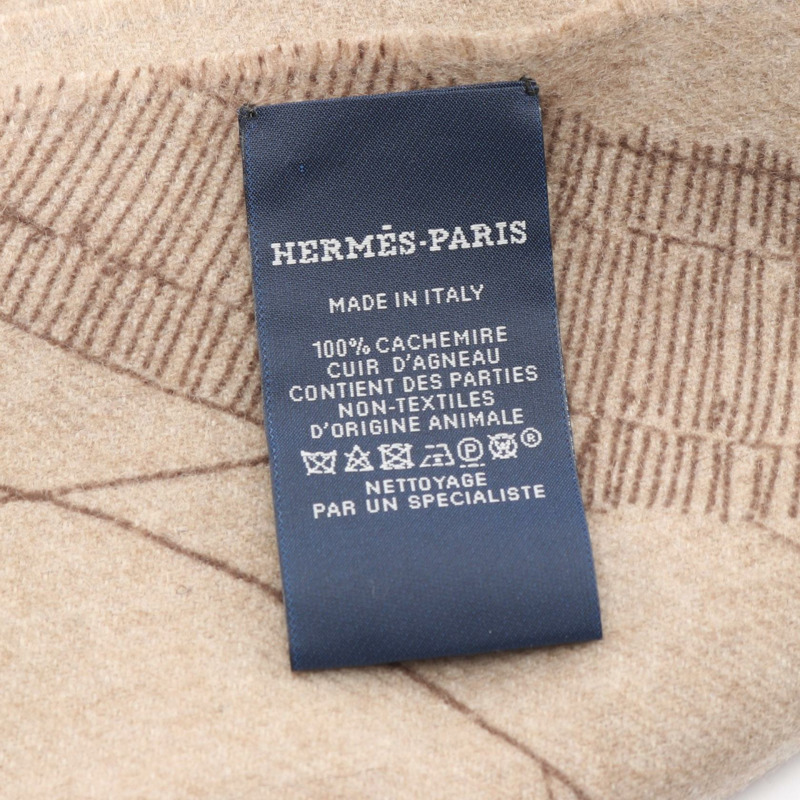 HERMÈS-PARIS
MADE IN ITALY
100% CACHEMIRE
CUIR D'AGNEAU
CONTIENT DES PARTIES
NON-TEXTILES
D'ORIGINE ANIMALE
P ®
NETTOYAGE
PAR UN SPECIALISTE